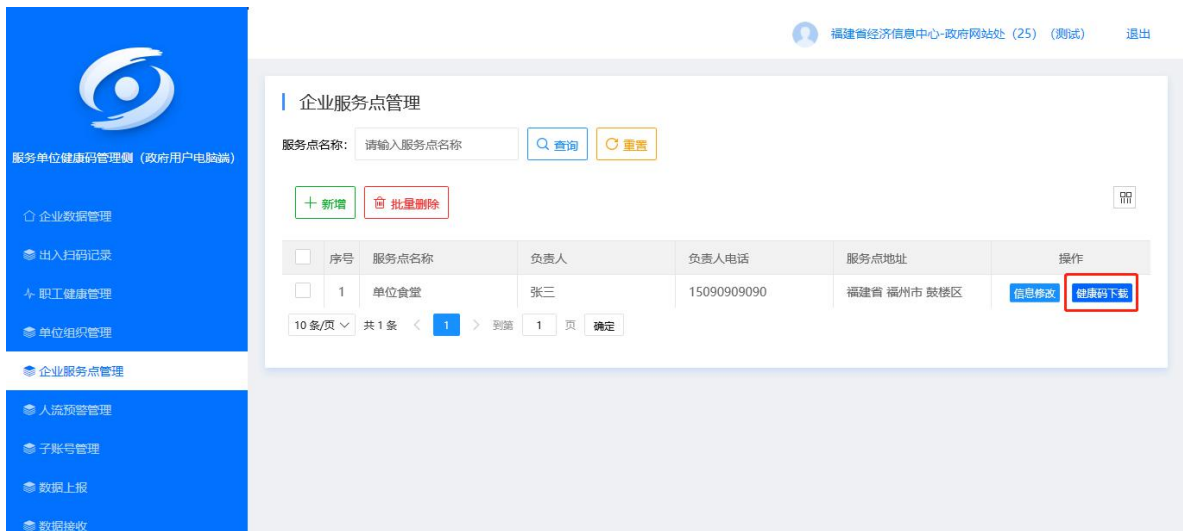 福建省经济信息中心-政府网站处（25）（测试） 退出
服务单位健康码管理侧（政府用户电脑端）
企业数据管理
出入扫码记录
职工健康管理
单位组织管理
企业服务点管理
人流预警管理
子账号管理
数据上报
数据接收
企业服务点管理
服务点名称: 请输入服务点名称 查询 重置
新增 批量删除
序号 服务点名称 负责人 负责人电话 服务点地址 操作
1 单位食堂 张三 15090909090 福建省 福州市 鼓楼区 信息修改 健康码下载
10 条/页 共 1 条 1 到第 1 页 确定